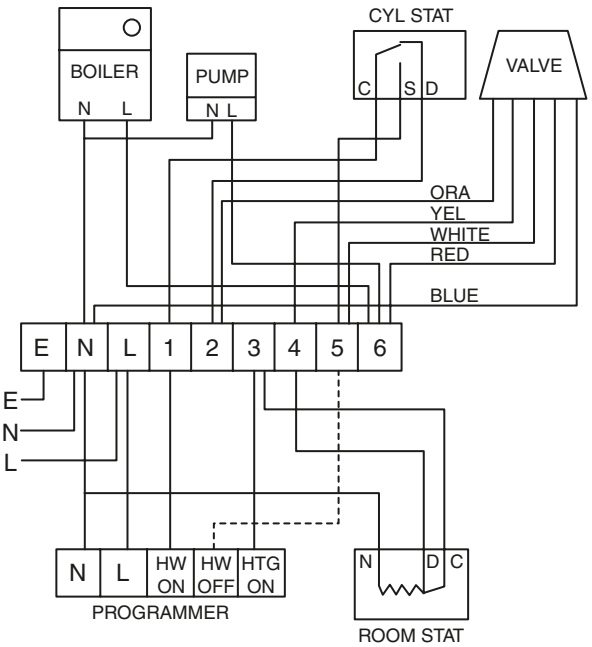 CYL STAT
BOILER
N L
PUMP
N L
C S D
VALVE
ORA
YEL
WHITE
RED
BLUE
E N L 1 2 3 4 5 6
E
N
L
N L HW ON HW OFF HTG ON
PROGRAMMER
N D C
ROOM STAT